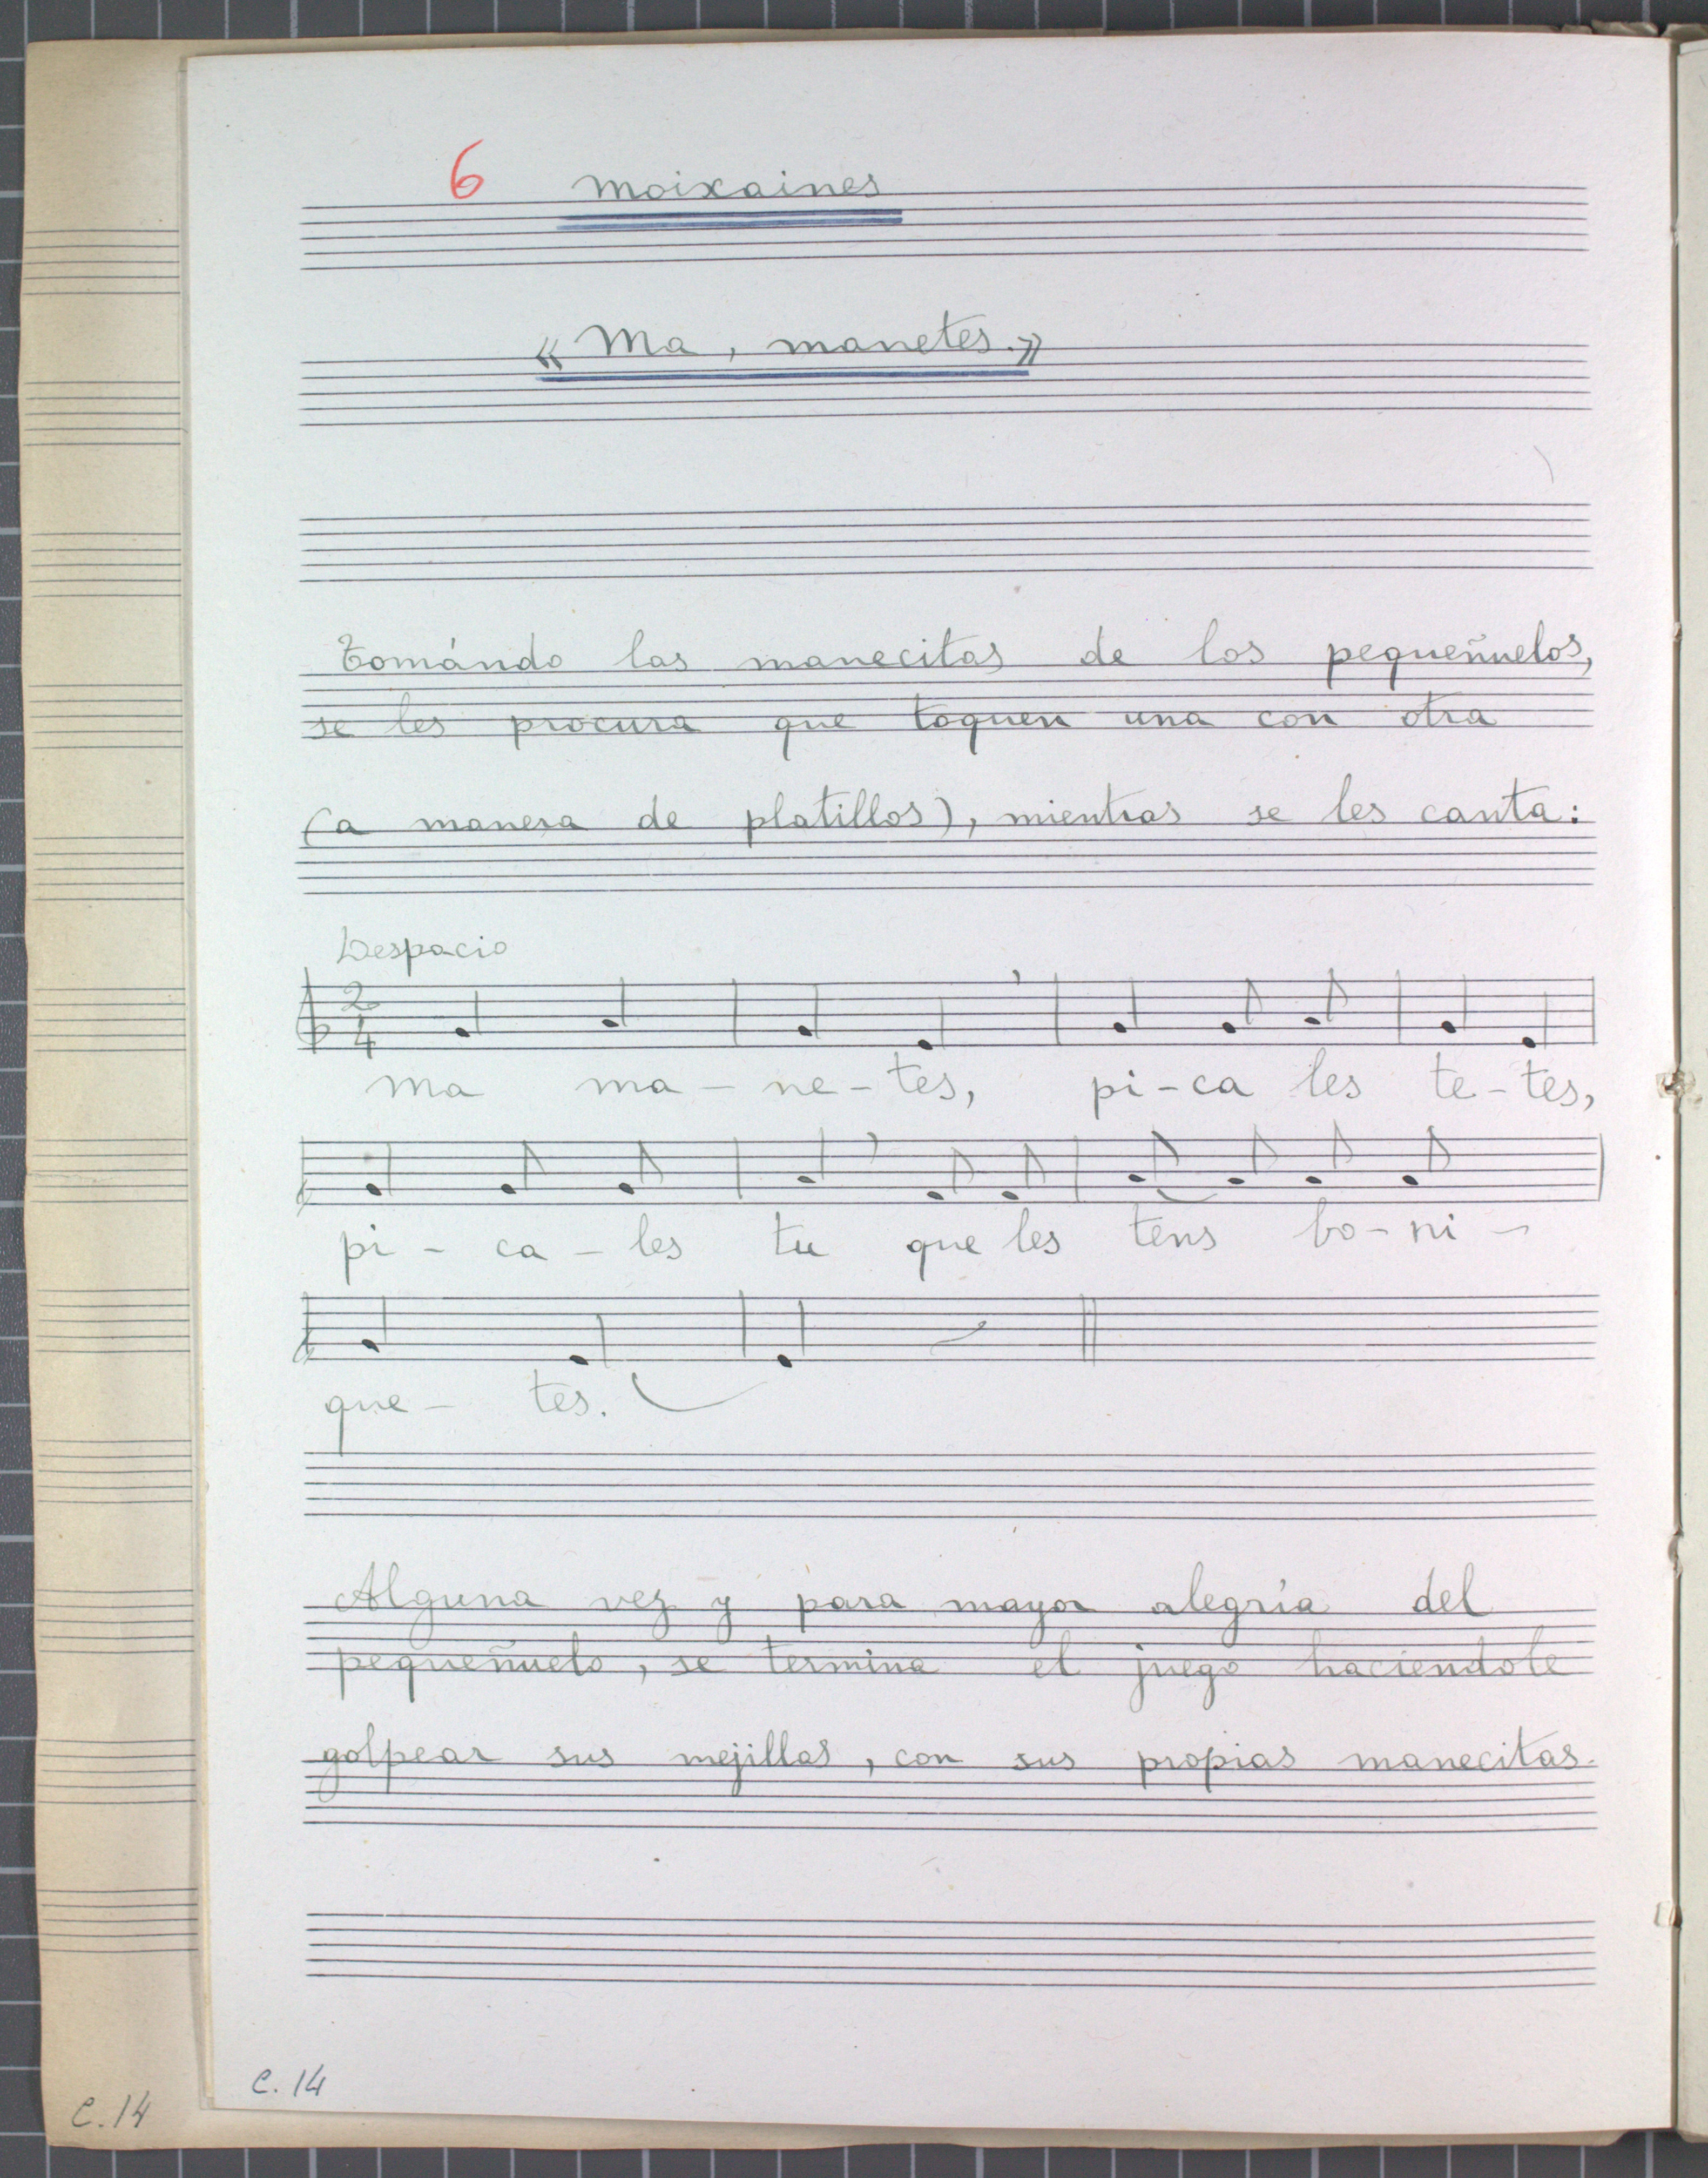 6 Moixaines
« Ma, manetes.»
Tomándo las manecitas de los pequeñuelos,
se les procura que toquen una con otra
(a manera de platillos), mientras se les canta:
Despacio
2
4
Ma ma - ne - tes, pi - ca les te - tes,
pi - ca - les tu que les tens bo - ni -
que - tes.
Alguna vez y para mayor alegría del
pequeñuelo, se termina el juego haciendole
golpear sus mejillas, con sus propias manecitas.
C. 14
C. 14